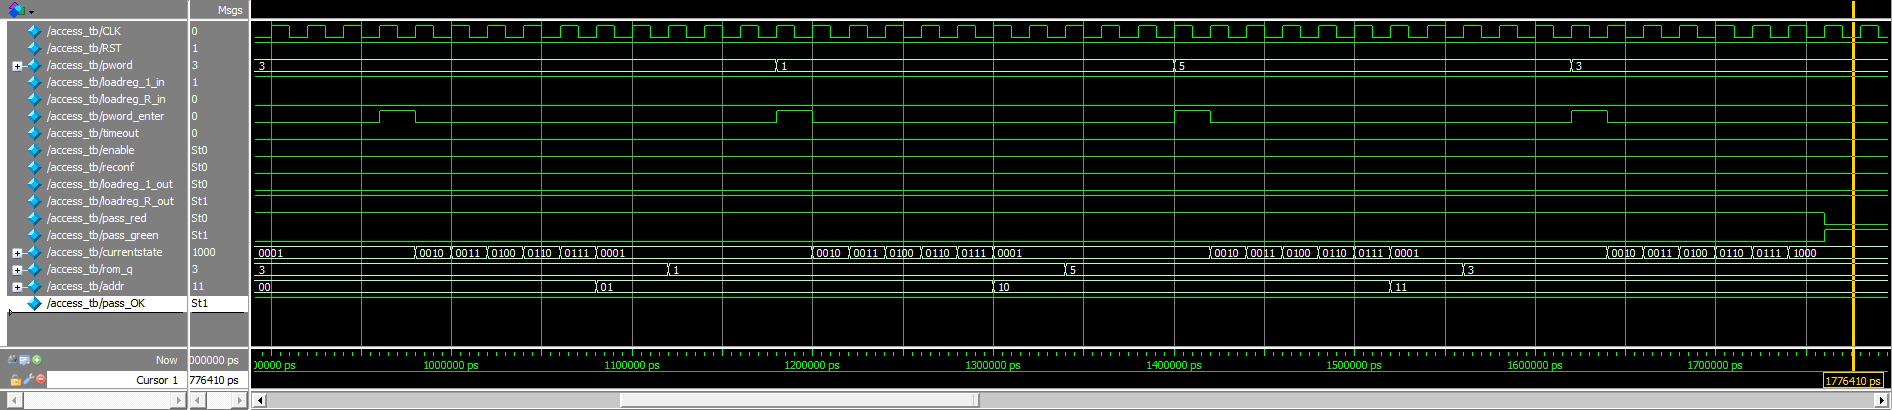 Msgs
/access_tb/CLK 0
/access_tb/RST 1
/access_tb/pword 3 3 1 5 3
/access_tb/loadreg_1_in 1
/access_tb/loadreg_R_in 0
/access_tb/pword_enter 0
/access_tb/timeout 0
/access_tb/enable St0
/access_tb/reconf St0
/access_tb/loadreg_1_out St0
/access_tb/loadreg_R_out St1
/access_tb/pass_red St0
/access_tb/pass_green St1
/access_tb/currentstate 1000 0001 0010 0011 0100 0110 0111 0001 0010 0011 0100 0110 0111 0001 0010 0011 0100 0110 0111 0001 0010 0011 0100 0110 0111 1000
/access_tb/rom_q 3 3 1 5 3
/access_tb/addr 11 00 01 10 11
/access_tb/pass_OK St1
Now 000000 ps 00000 ps 1000000 ps 1100000 ps 1200000 ps 1300000 ps 1400000 ps 1500000 ps 1600000 ps 1700000 ps
Cursor 1 776410 ps 1776410 ps